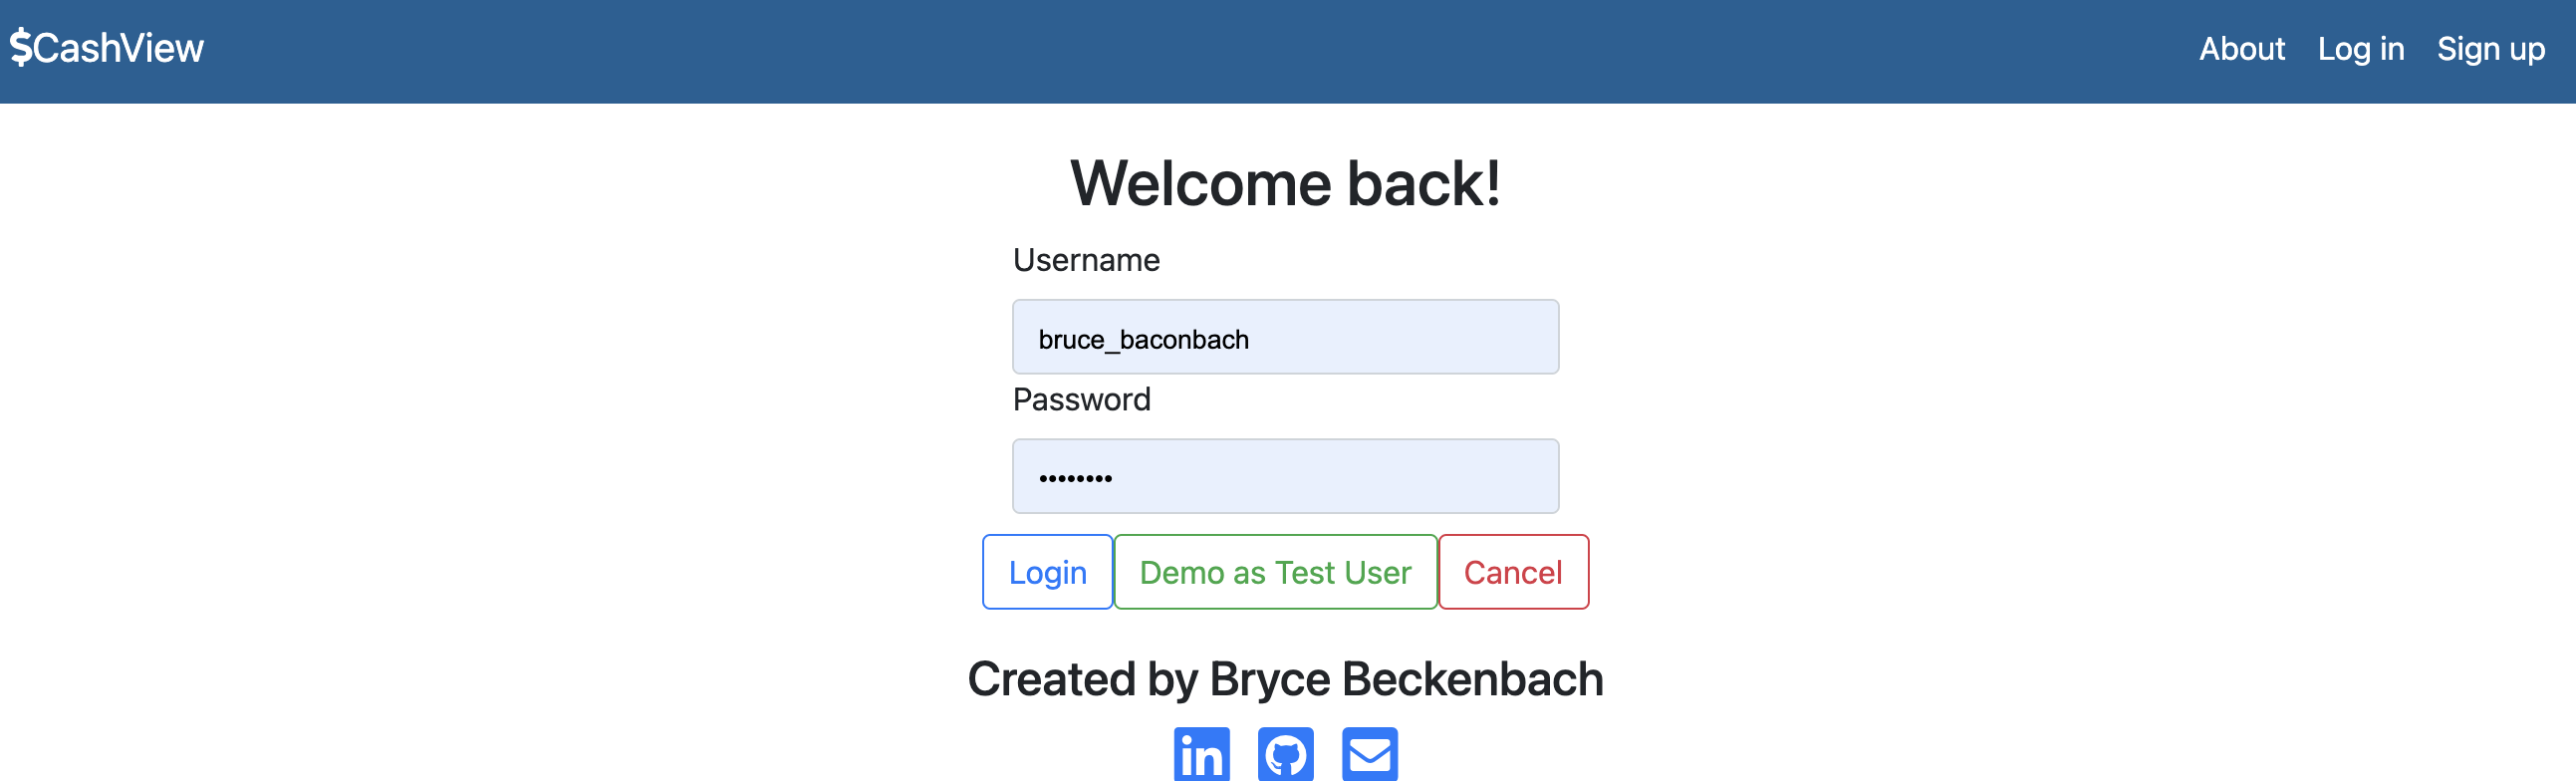 $CashView
About Log in Sign up
Welcome back!
Username
bruce_baconbach
Password
••••••••
Login Demo as Test User Cancel
Created by Bryce Beckenbach
in